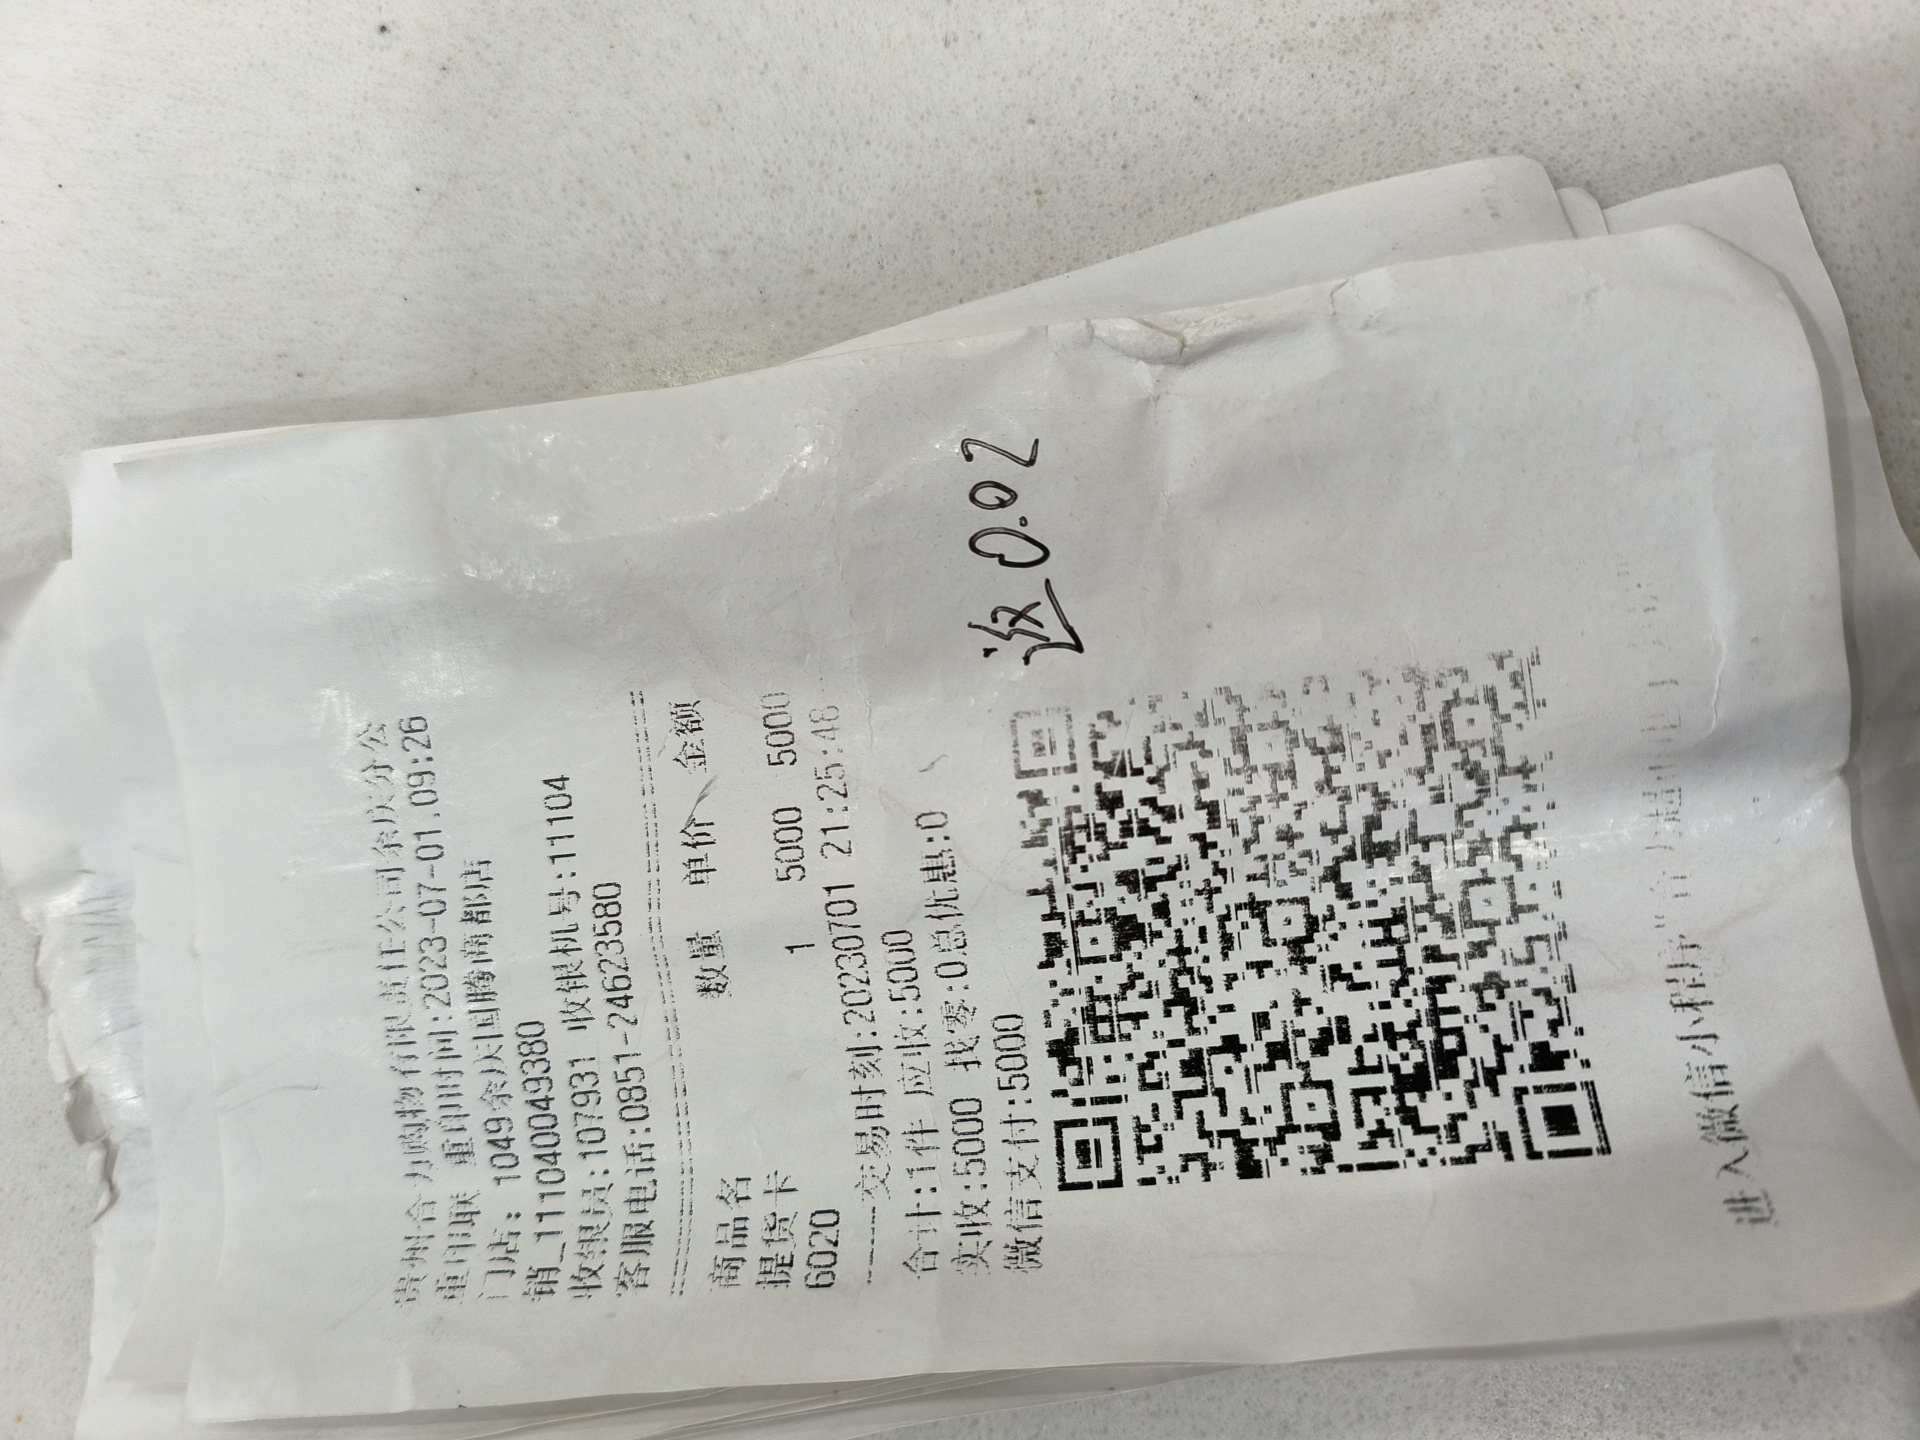 贵州合力购物有限责任公司余庆分公
重印联 重印时间:2023-07-01.09:26
门店: 1049余庆国腾商都店
销_1110400049380
收银员:107931 收银机号:11104
客服电话:0851-24623580
商品名 数量 单价 金额
提货卡 1 5000 5000
6020
交易时刻:20230701 21:25:48
合计:1件 应收:5000
实收:5000 找零:0总优惠:0
微信支付:5000
返 0.02
进入微信小程序"合力